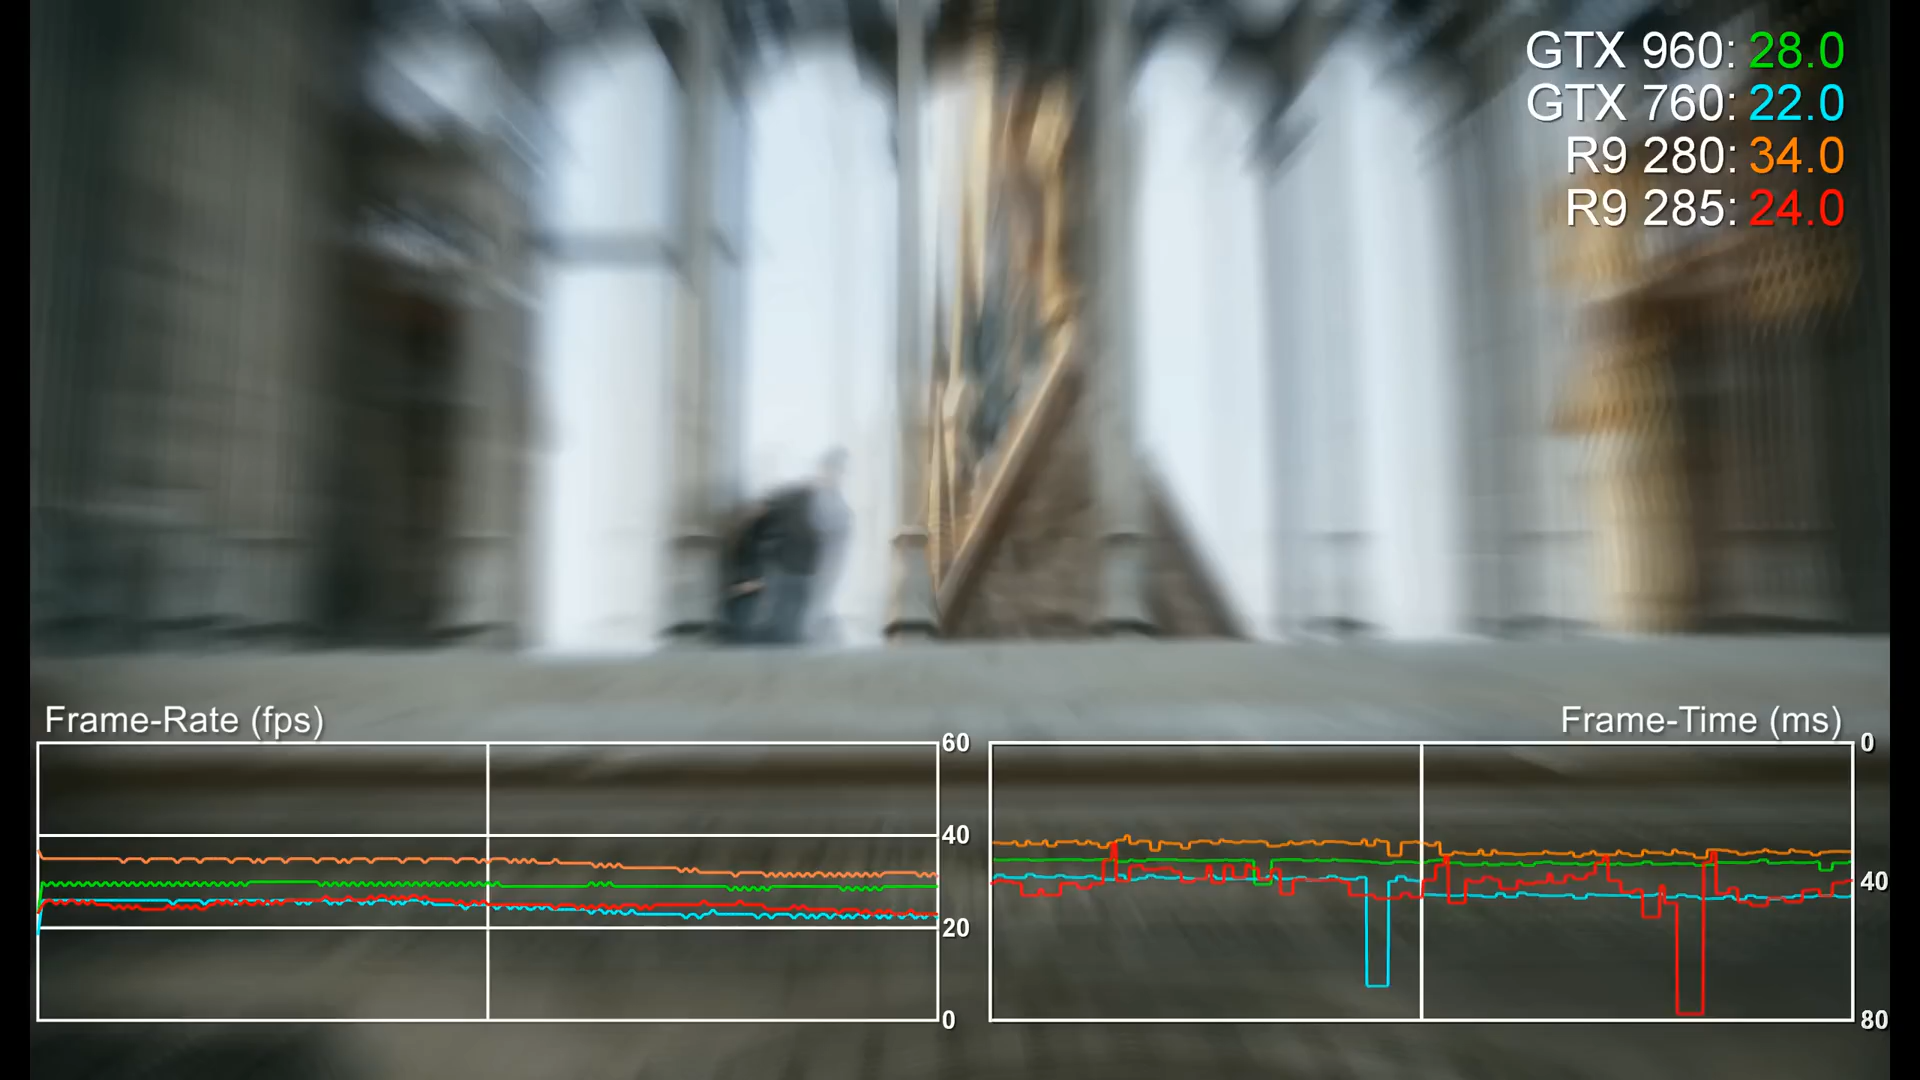 GTX 960: 28.0
GTX 760: 22.0
R9 280: 34.0
R9 285: 24.0
Frame-Rate (fps)
60
40
20
0
Frame-Time (ms)
0
40
80